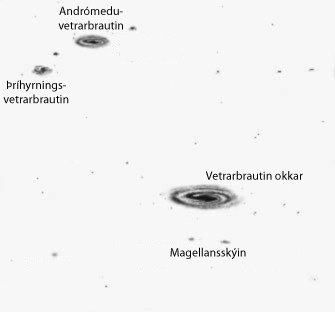 Andrómedu-
vetrarbrautin
Þríhyrnings-
vetrarbrautin
Vetrarbrautin okkar
Magellansskýin